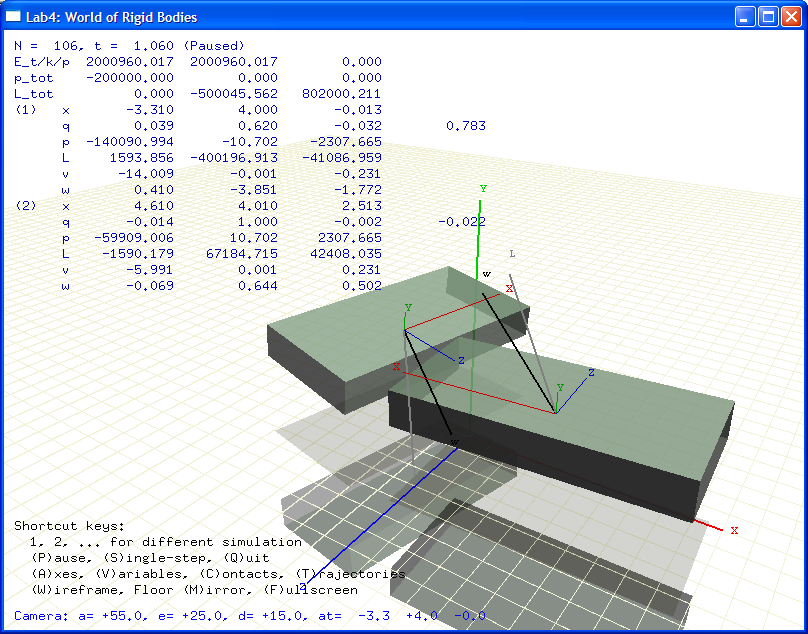 Lab4: World of Rigid Bodies
N = 106, t = 1.060 (Paused)
E_t/k/p 2000960.017 2000960.017 0.000
p_tot -200000.000 0.000 0.000
L_tot 0.000 -500045.562 802000.211
(1) x -3.310 4.000 -0.013
q 0.039 0.620 -0.032 0.783
p -140090.994 -10.702 -2307.665
L 1593.856 -400196.913 -41086.959
v -14.009 -0.001 -0.231
w 0.410 -3.851 -1.772
(2) x 4.610 4.010 2.513
q -0.014 1.000 -0.002 -0.022
p -59909.006 10.702 2307.665
L -1590.179 67184.715 42408.035
v -5.991 0.001 0.231
w -0.069 0.644 0.502
Y
L
w
X
Y
Z
X
Z
Y
w
X
Z
Shortcut keys:
1, 2, ... for different simulation
(P)ause, (S)ingle-step, (Q)uit
(A)xes, (V)ariables, (C)ontacts, (T)rajectories
(W)ireframe, Floor (M)irror, (F)ullscreen
Camera: a= +55.0, e= +25.0, d= +15.0, at= -3.3 +4.0 -0.0